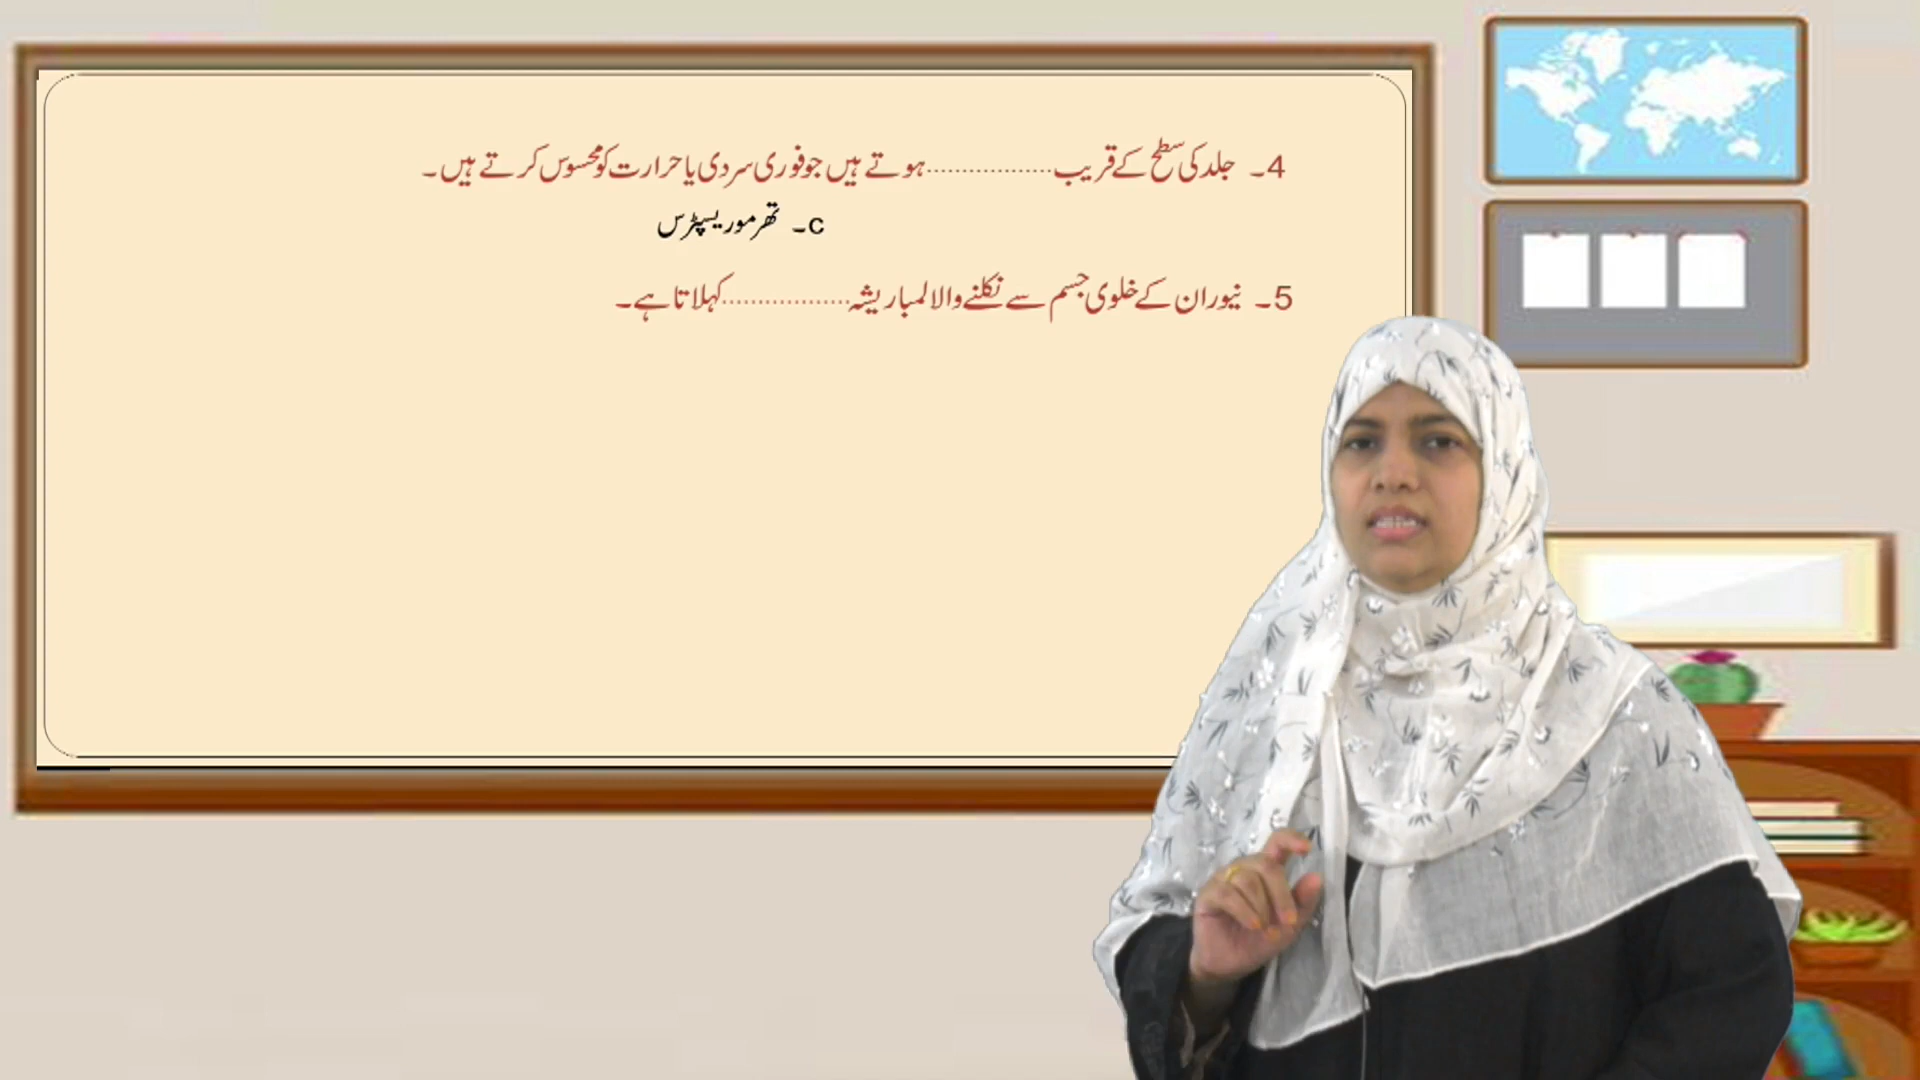 4۔ جلد کی سطح کے قریب..................ہوتے ہیں جو فوری سردی یا حرارت کو محسوس کرتے ہیں۔
c۔ تھرموریسپٹرس
5۔ نیوران کے خلوی جسم سے نکلنے والا لمبا ریشہ..................کہلاتا ہے۔